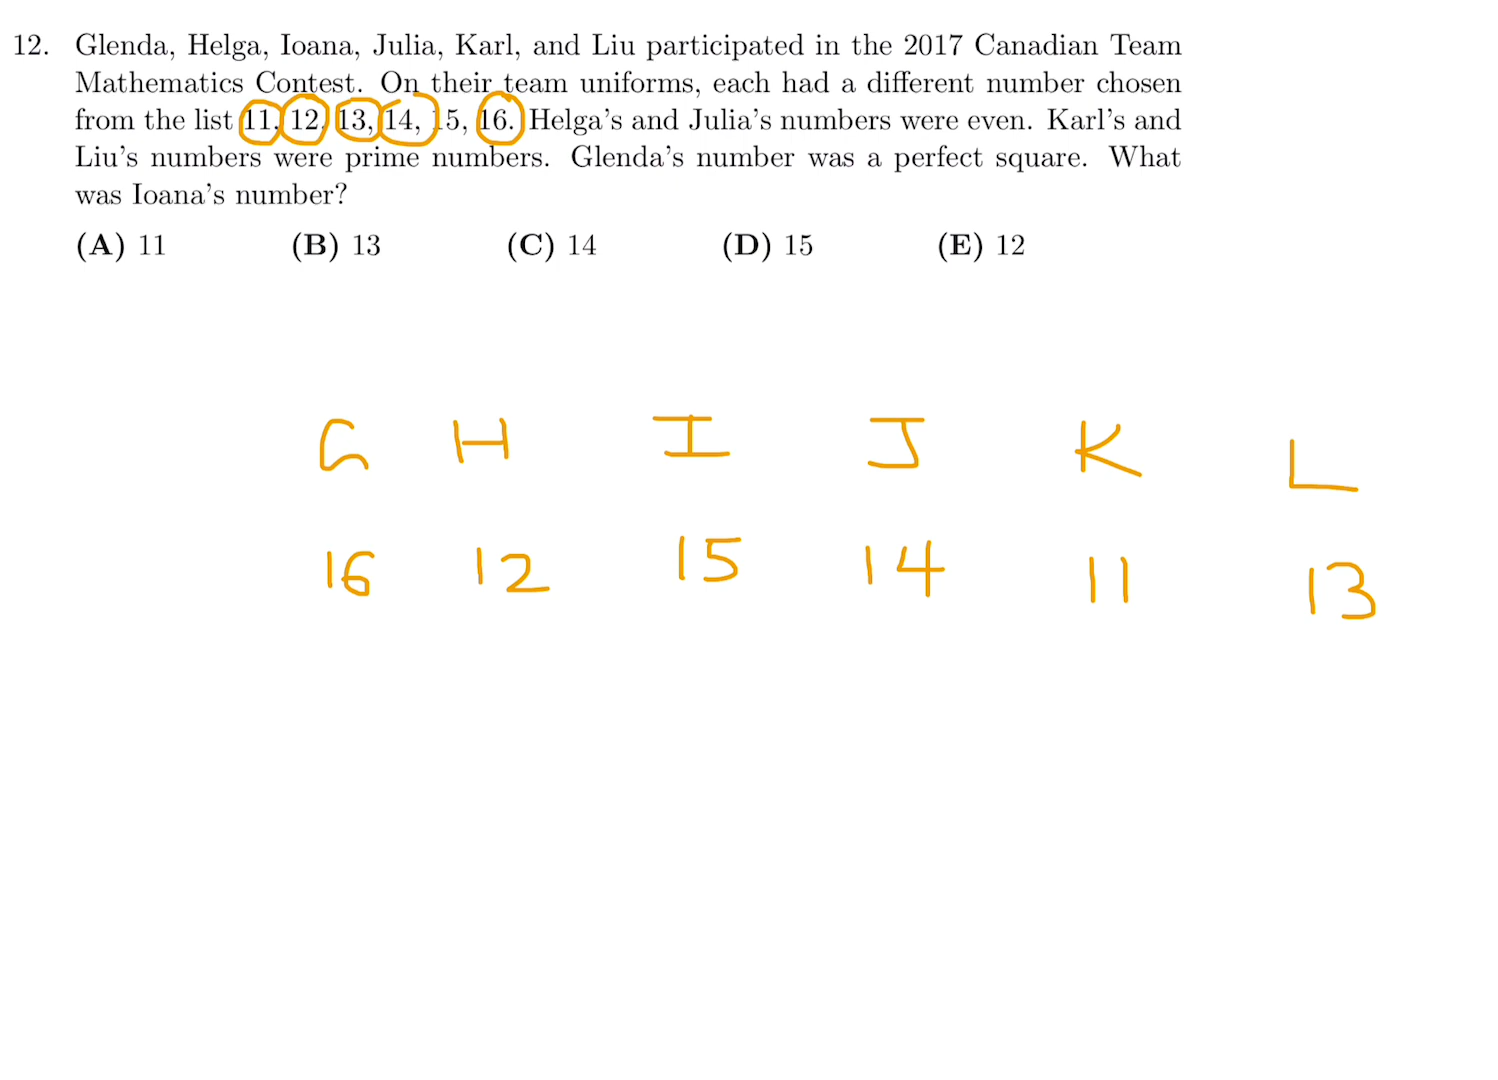 12. Glenda, Helga, Ioana, Julia, Karl, and Liu participated in the 2017 Canadian Team
Mathematics Contest. On their team uniforms, each had a different number chosen
from the list 11, 12, 13, 14, 15, 16. Helga's and Julia's numbers were even. Karl's and
Liu's numbers were prime numbers. Glenda's number was a perfect square. What
was Ioana's number?
(A) 11 (B) 13 (C) 14 (D) 15 (E) 12
G H I J K L
16 12 15 14 11 13